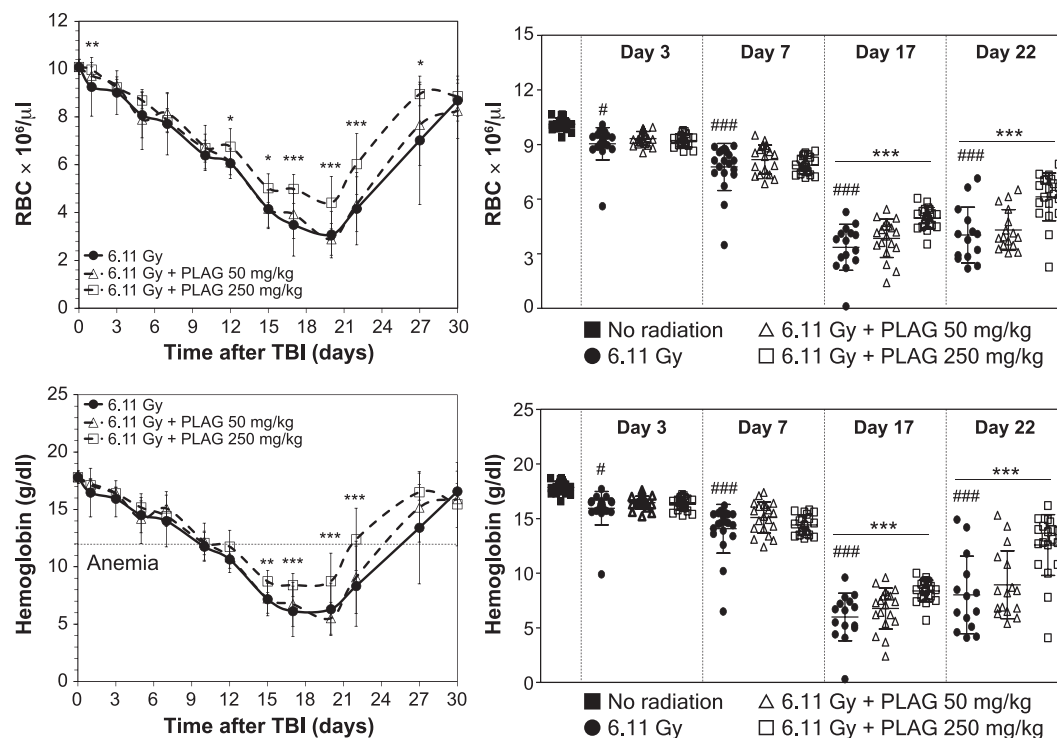 15
12
10
8
6
4
2
0
RBC × 10⁶/µl
**
*
*
***
***
***
*
6.11 Gy
6.11 Gy + PLAG 50 mg/kg
6.11 Gy + PLAG 250 mg/kg
0 3 6 9 12 15 18 21 24 27 30
Time after TBI (days)
15
12
9
6
3
0
RBC × 10⁶/µl
Day 3 Day 7 Day 17 Day 22
#
###
###
***
###
***
No radiation
6.11 Gy + PLAG 50 mg/kg
6.11 Gy
6.11 Gy + PLAG 250 mg/kg
25
20
15
10
5
0
Hemoglobin (g/dl)
6.11 Gy
6.11 Gy + PLAG 50 mg/kg
6.11 Gy + PLAG 250 mg/kg
Anemia
**
***
***
***
0 3 6 9 12 15 18 21 24 27 30
Time after TBI (days)
25
20
15
10
5
0
Hemoglobin (g/dl)
Day 3 Day 7 Day 17 Day 22
#
###
###
***
###
***
No radiation
6.11 Gy + PLAG 50 mg/kg
6.11 Gy
6.11 Gy + PLAG 250 mg/kg